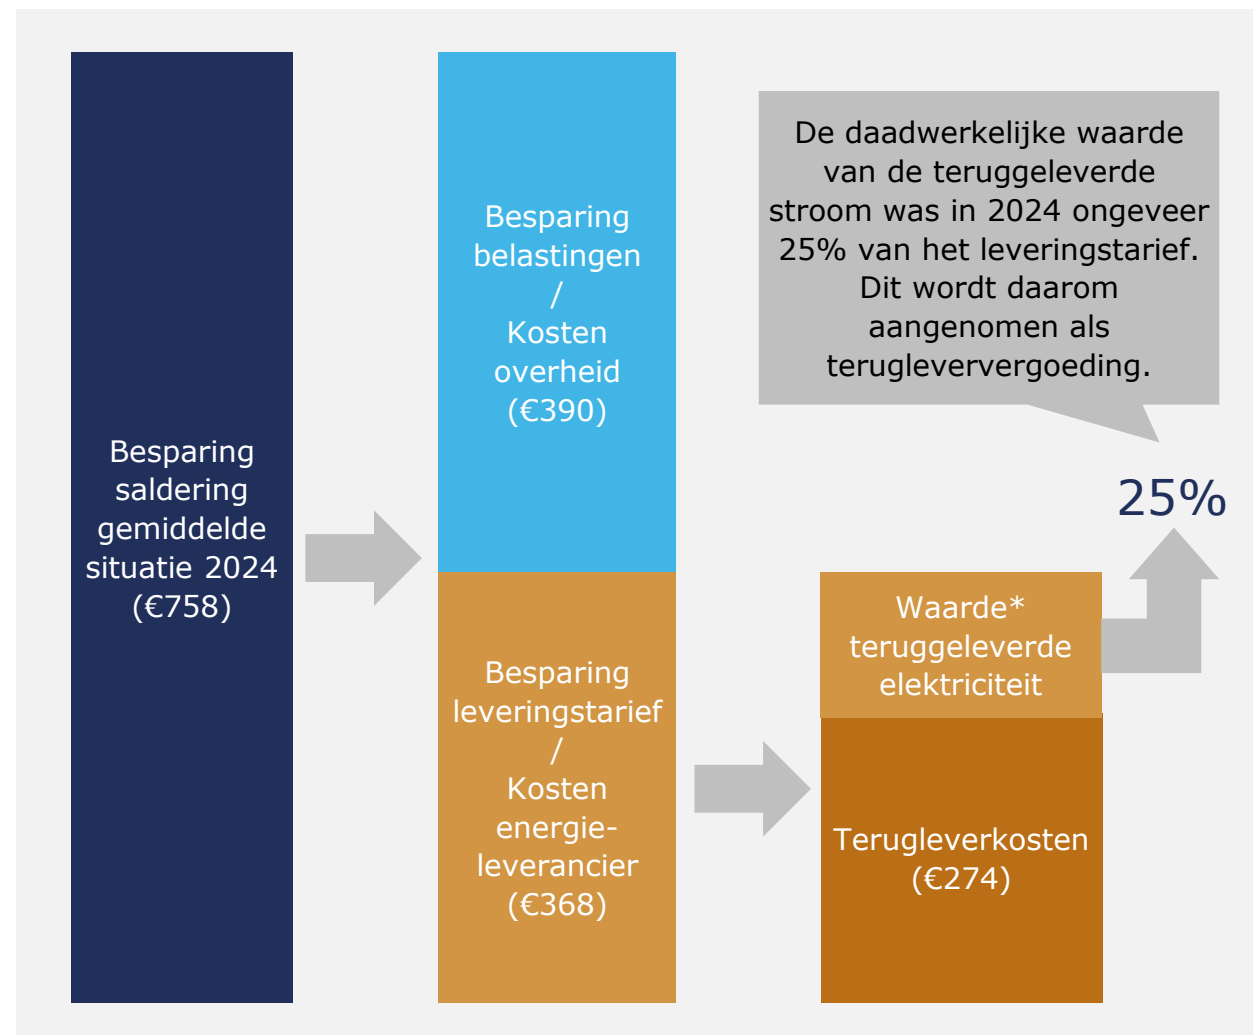 Besparing
saldering
gemiddelde
situatie 2024
(€758)
Besparing
belastingen
/
Kosten
overheid
(€390)
Besparing
leveringstarief
/
Kosten
energie-
leverancier
(€368)
De daadwerkelijke waarde
van de teruggeleverde
stroom was in 2024 ongeveer
25% van het leveringstarief.
Dit wordt daarom
aangenomen als
terugleververgoeding.
25%
Waarde*
teruggeleverde
elektriciteit
Terugleverkosten
(€274)